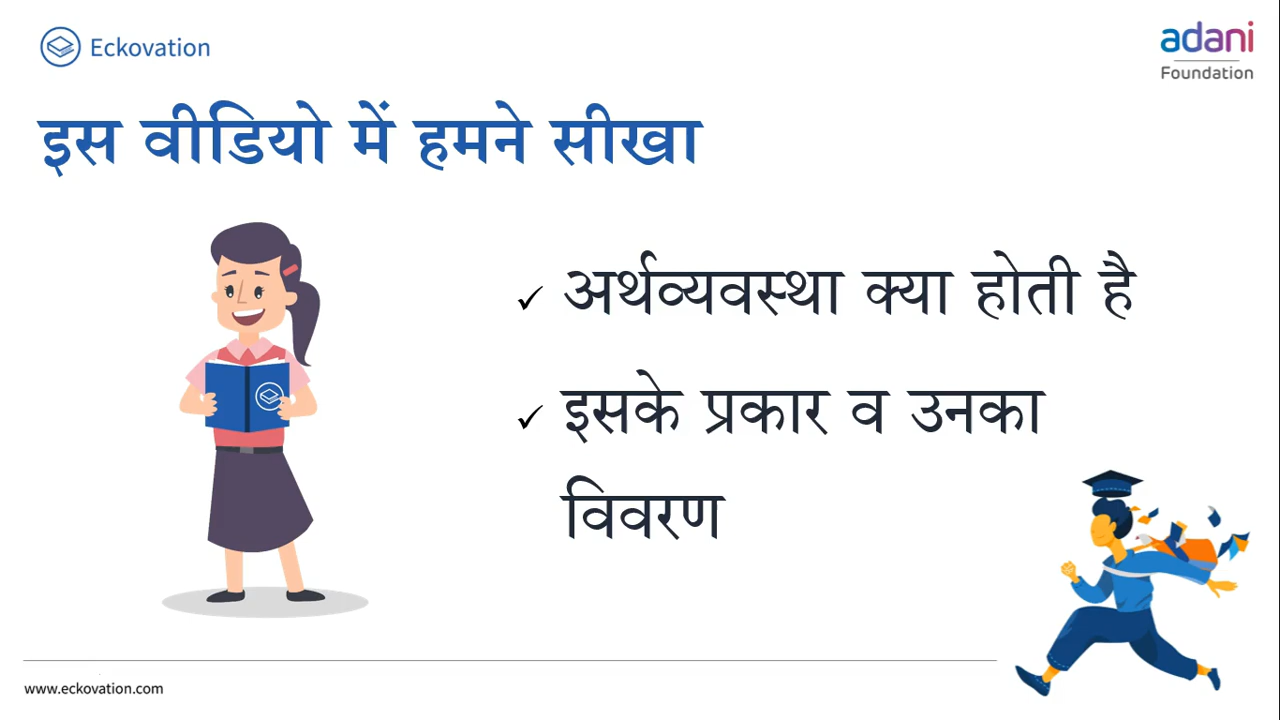 Eckovation
adani
Foundation
इस वीडियो में हमने सीखा
✓ अर्थव्यवस्था क्या होती है
✓ इसके प्रकार व उनका
विवरण
www.eckovation.com